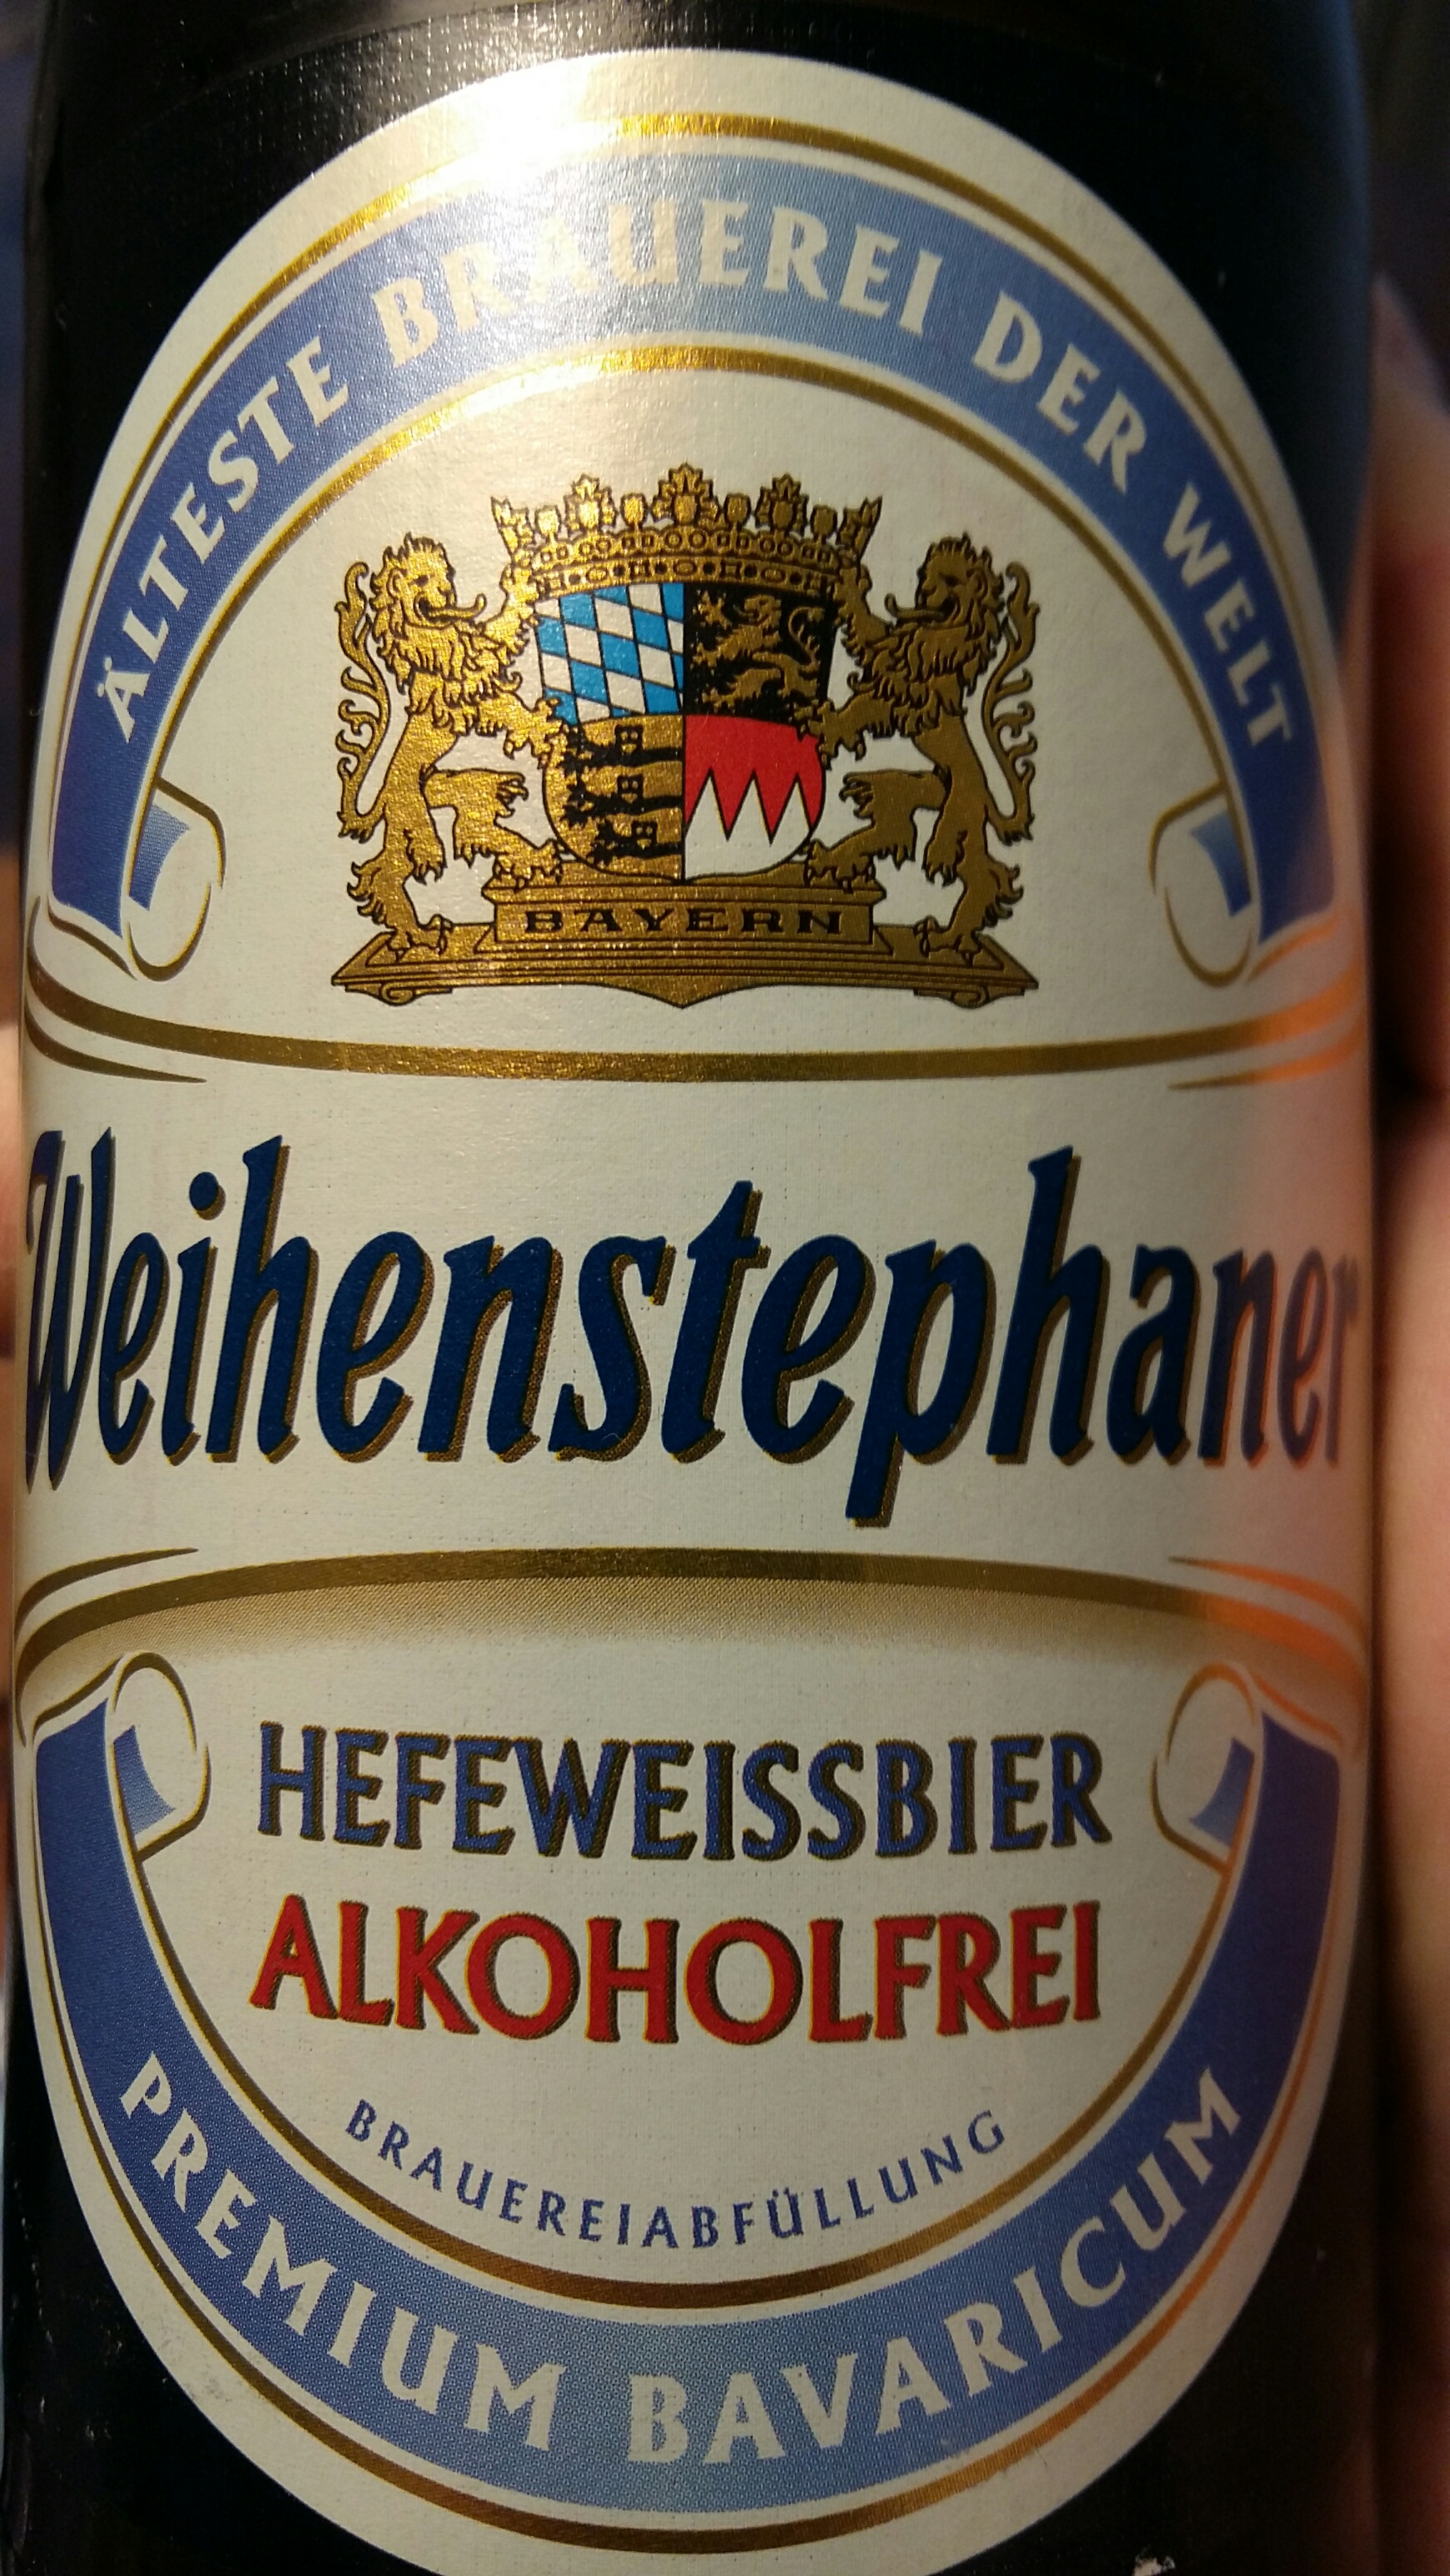 ÄLTESTE BRAUEREI DER WELT
BAYERN
Weihenstephaner
HEFEWEISSBIER
ALKOHOLFREI
BRAUEREIABFÜLLUNG
PREMIUM BAVARICUM